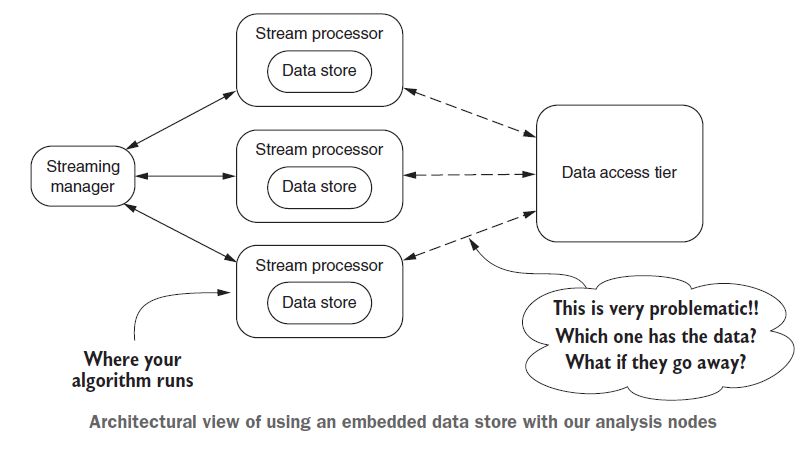 Stream processor
Data store
Streaming
manager
Stream processor
Data store
Data access tier
Stream processor
Data store
Where your
algorithm runs
This is very problematic!!
Which one has the data?
What if they go away?
Architectural view of using an embedded data store with our analysis nodes